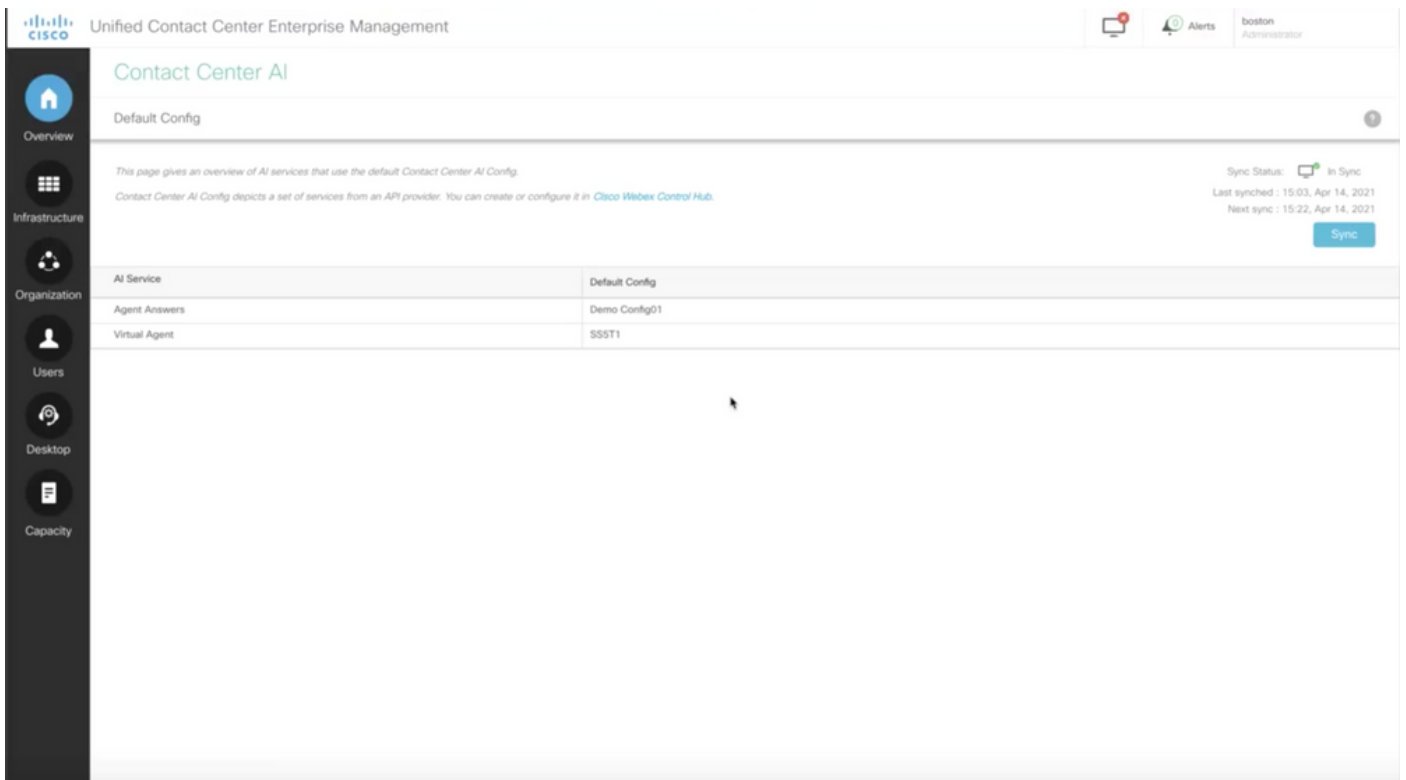 CISCO
Unified Contact Center Enterprise Management
0
Alerts
boston
Administrator
Contact Center AI
Default Config
?
Overview
This page gives an overview of AI services that use the default Contact Center AI Config.
Contact Center AI Config depicts a set of services from an API provider. You can create or configure it in Cisco Webex Control Hub.
Sync Status: In Sync
Last synched : 15:03, Apr 14, 2021
Next sync : 15:22, Apr 14, 2021
Sync
Infrastructure
Organization
Users
Desktop
Capacity
AI Service
Default Config
Agent Answers
Demo Config01
Virtual Agent
SS5T1